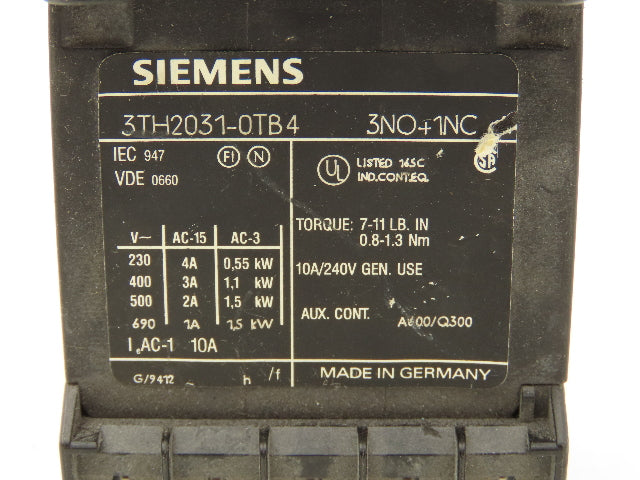 SIEMENS
3TH2031-0TB4 3NO+1NC
IEC 947 FI N
VDE 0660
UL LISTED 145C
IND.CONT.EQ.
SA
V~ AC-15 AC-3
230 4A 0,55 kW
400 3A 1,1 kW
500 2A 1,5 kW
690 1A 1,5 kW
I AC-1 10A
G/9412 h /f
TORQUE: 7-11 LB. IN
0.8-1.3 Nm
10A/240V GEN. USE
AUX. CONT. /Q300
MADE IN GERMANY